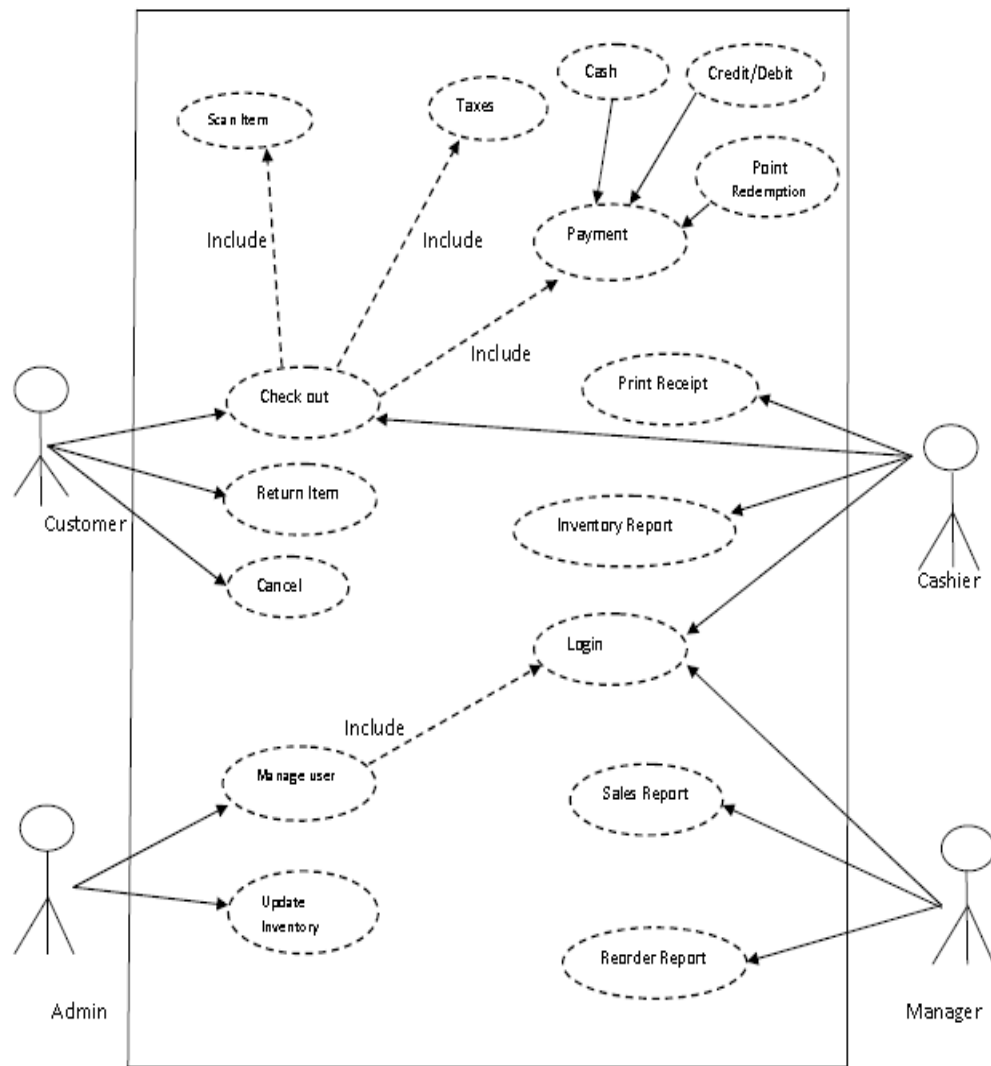 Cash
Credit/Debit
Taxes
Scan Item
Point
Redemption
Payment
Include
Include
Include
Check out
Print Receipt
Return Item
Customer
Inventory Report
Cancel
Cashier
Login
Include
Manage user
Sales Report
Update
Inventory
Reorder Report
Admin
Manager